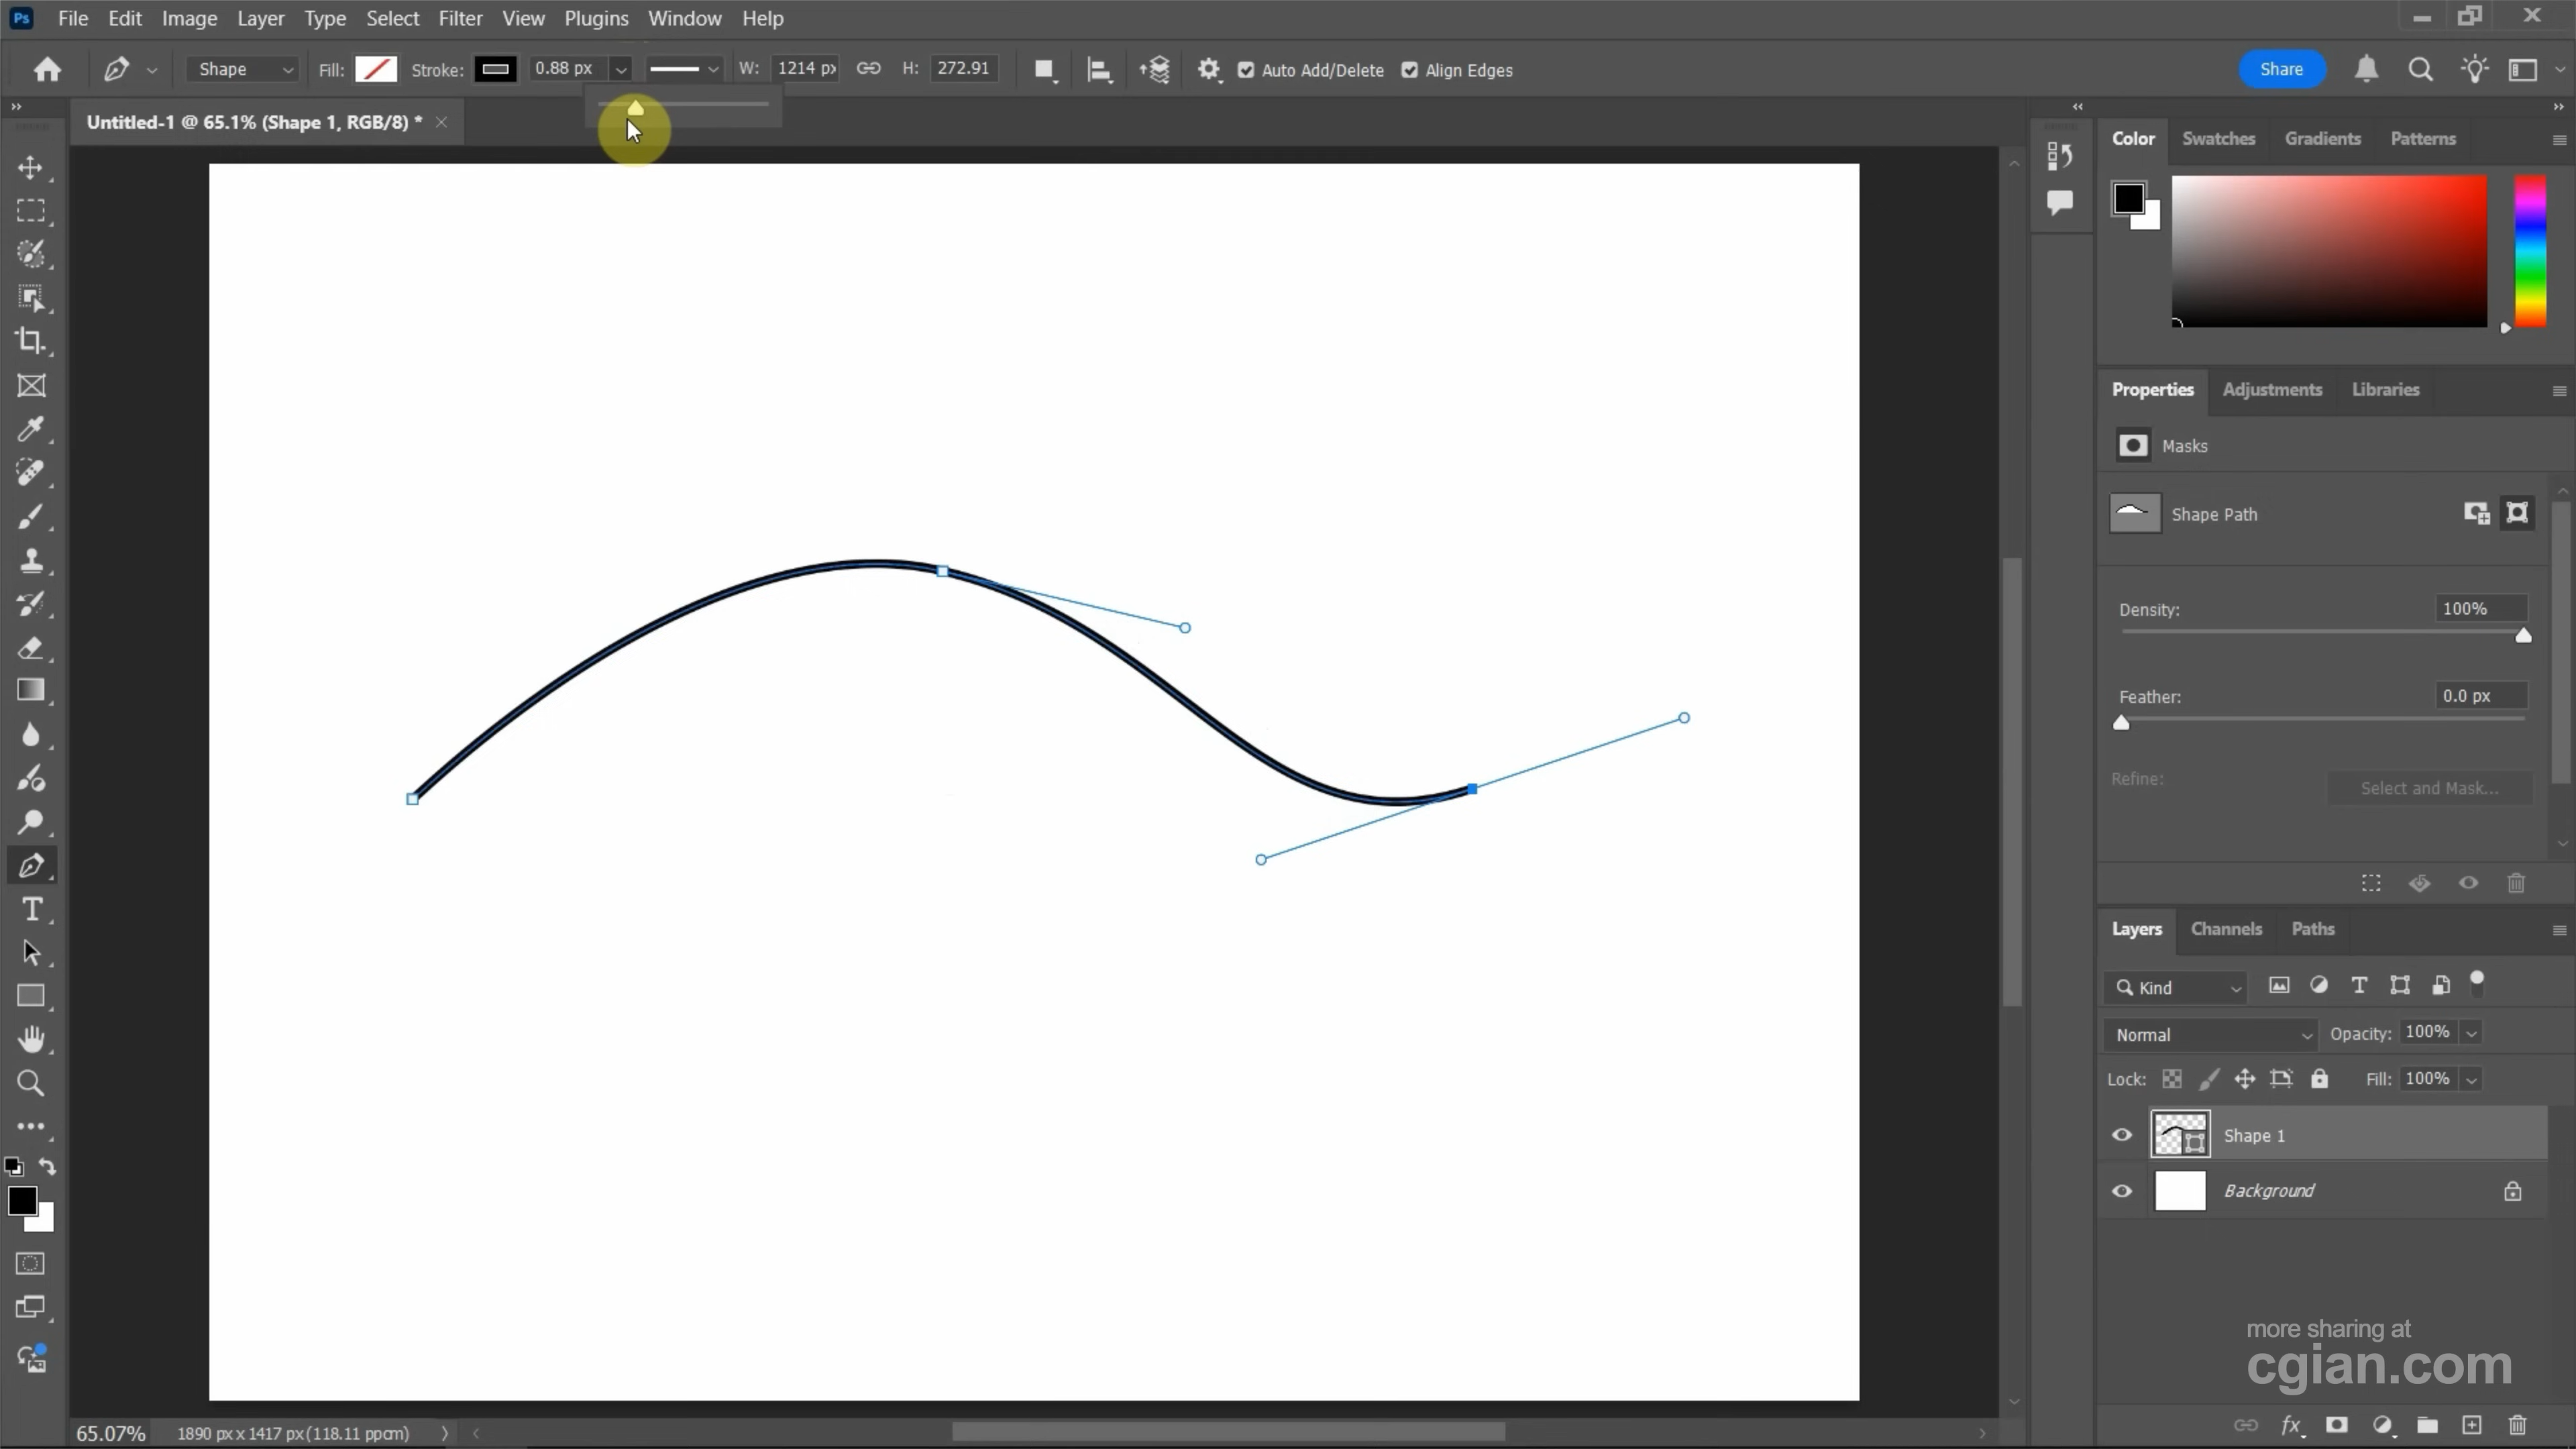 Ps File Edit Image Layer Select Type Filter View Plugins Window Help
Shape Fill: Stroke: 0.88 px W: 1214 px H: 272.91 Auto Add/Delete Align Edges Share
Untitled-1 @ 65.1% (Shape 1, RGB/8) *
Color Swatches Gradients Patterns
Properties Adjustments Libraries
Masks
Shape Path
Density: 100%
Feather: 0.0 px
Refine: Select and Mask...
Layers Channels Paths
Kind
Normal Opacity: 100%
Lock: Fill: 100%
Shape 1
Background
more sharing at
cgian.com
65.07% 1890 px x 1417 px (118.11 ppcm)